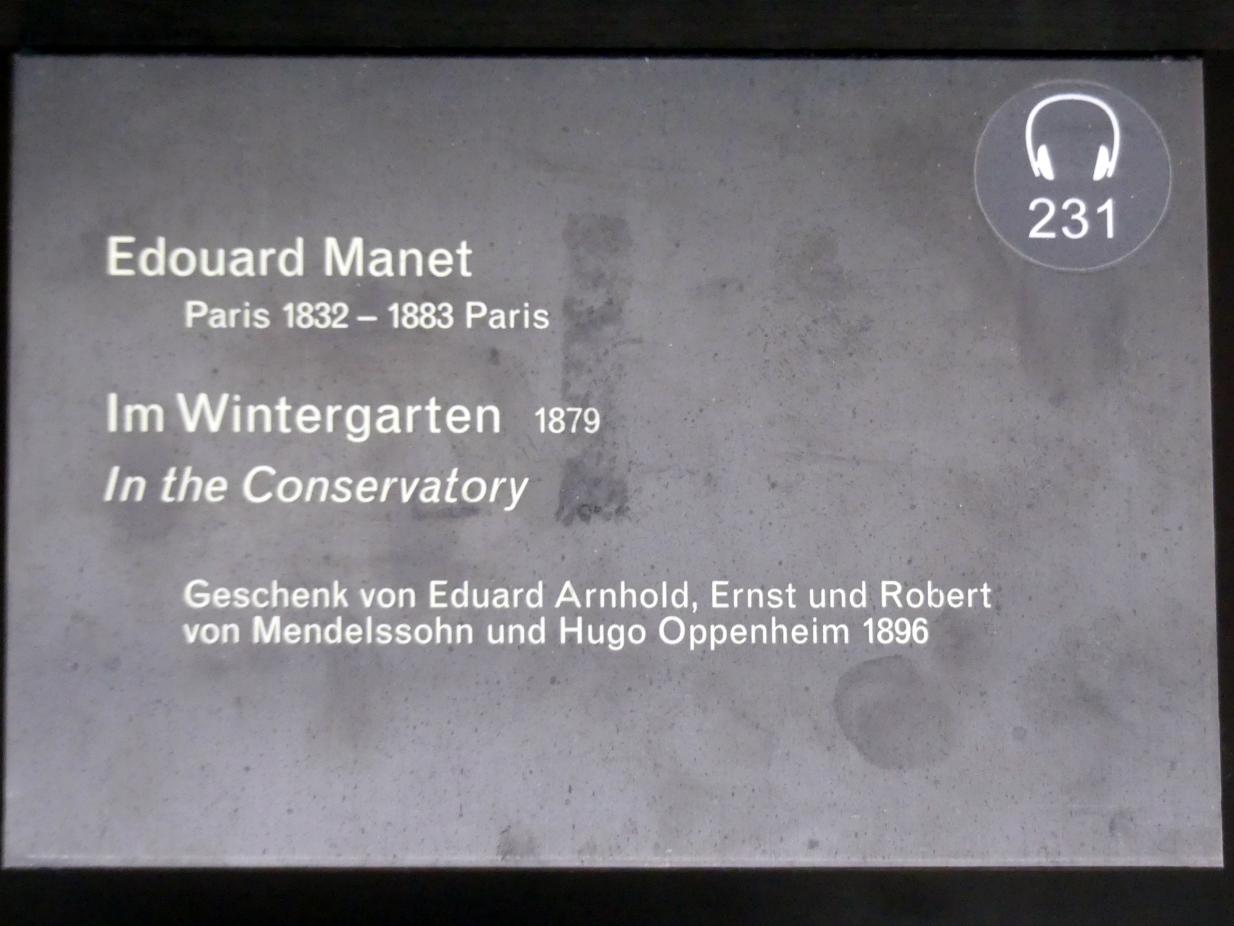 231
Edouard Manet
Paris 1832 – 1883 Paris
Im Wintergarten 1879
In the Conservatory
Geschenk von Eduard Arnhold, Ernst und Robert
von Mendelssohn und Hugo Oppenheim 1896